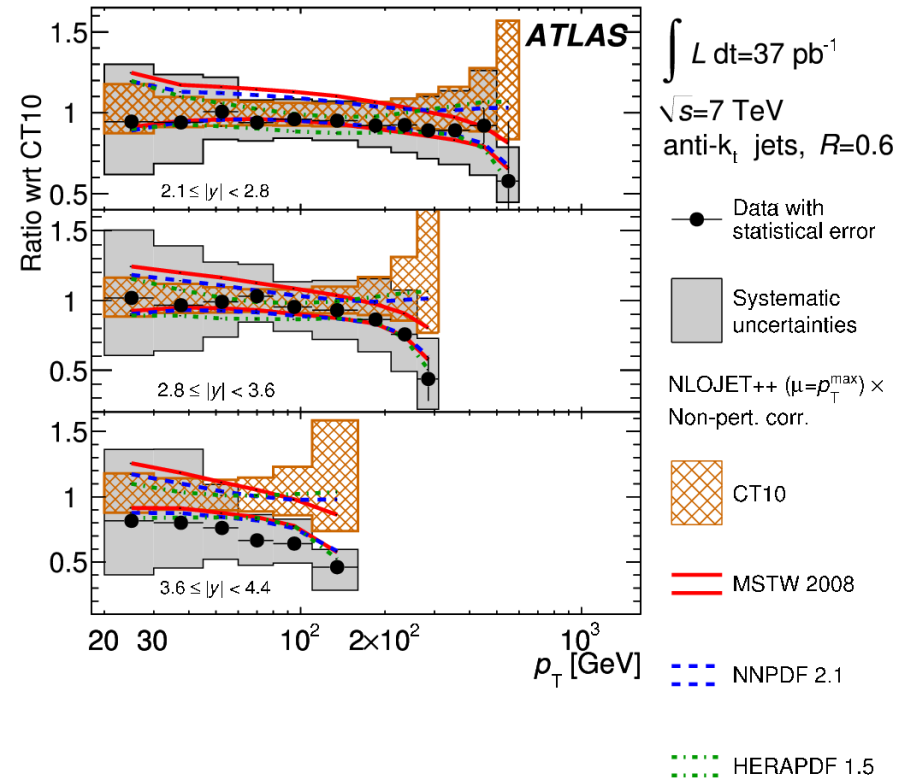 Ratio wrt CT10
1.5
1
0.5
ATLAS
2.1 ≤ |y| < 2.8
1.5
1
0.5
2.8 ≤ |y| < 3.6
1.5
1
0.5
3.6 ≤ |y| < 4.4
20 30 10² 2×10² 10³
p_T [GeV]
∫ L dt=37 pb⁻¹
√s=7 TeV
anti-k_t jets, R=0.6
Data with
statistical error
Systematic
uncertainties
NLOJET++ (μ=p_T^max) ×
Non-pert. corr.
CT10
MSTW 2008
NNPDF 2.1
HERAPDF 1.5